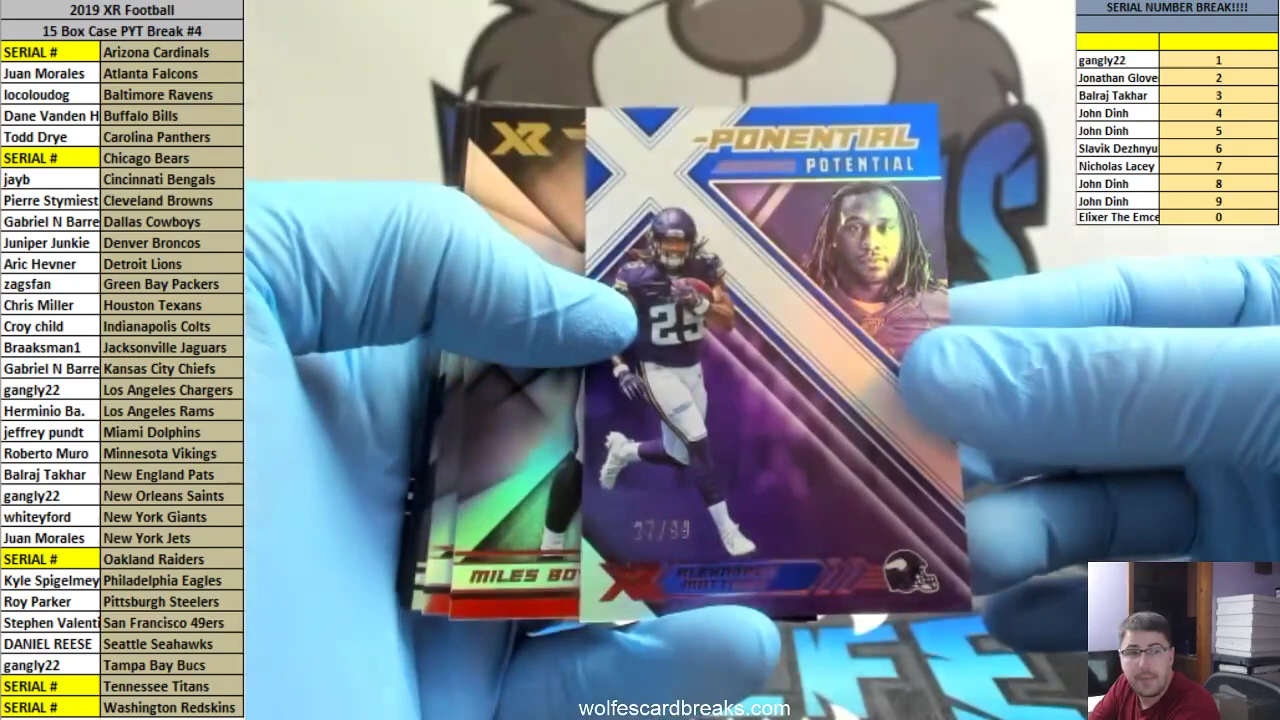 2019 XR Football
15 Box Case PYT Break #4
SERIAL # Arizona Cardinals
Juan Morales Atlanta Falcons
locoloudog Baltimore Ravens
Dane Vanden H Buffalo Bills
Todd Drye Carolina Panthers
SERIAL # Chicago Bears
jayb Cincinnati Bengals
Pierre Stymiest Cleveland Browns
Gabriel N Barre Dallas Cowboys
Juniper Junkie Denver Broncos
Aric Hevner Detroit Lions
zagsfan Green Bay Packers
Chris Miller Houston Texans
Croy child Indianapolis Colts
Braaksman1 Jacksonville Jaguars
Gabriel N Barre Kansas City Chiefs
gangly22 Los Angeles Chargers
Herminio Ba. Los Angeles Rams
jeffrey pundt Miami Dolphins
Roberto Muro Minnesota Vikings
Balraj Takhar New England Pats
gangly22 New Orleans Saints
whiteyford New York Giants
Juan Morales New York Jets
SERIAL # Oakland Raiders
Kyle Spigelmey Philadelphia Eagles
Roy Parker Pittsburgh Steelers
Stephen Valenti San Francisco 49ers
DANIEL REESE Seattle Seahawks
gangly22 Tampa Bay Bucs
SERIAL # Tennessee Titans
SERIAL # Washington Redskins
XR
X-PONENTIAL
POTENTIAL
25
MILES BO
XR
wolfescardbreaks.com
SERIAL NUMBER BREAK!!!!
gangly22 1
Jonathan Glove 2
Balraj Takhar 3
John Dinh 4
John Dinh 5
Slavik Dezhnyu 6
Nicholas Lacey 7
John Dinh 8
John Dinh 9
Elixer The Emce 0